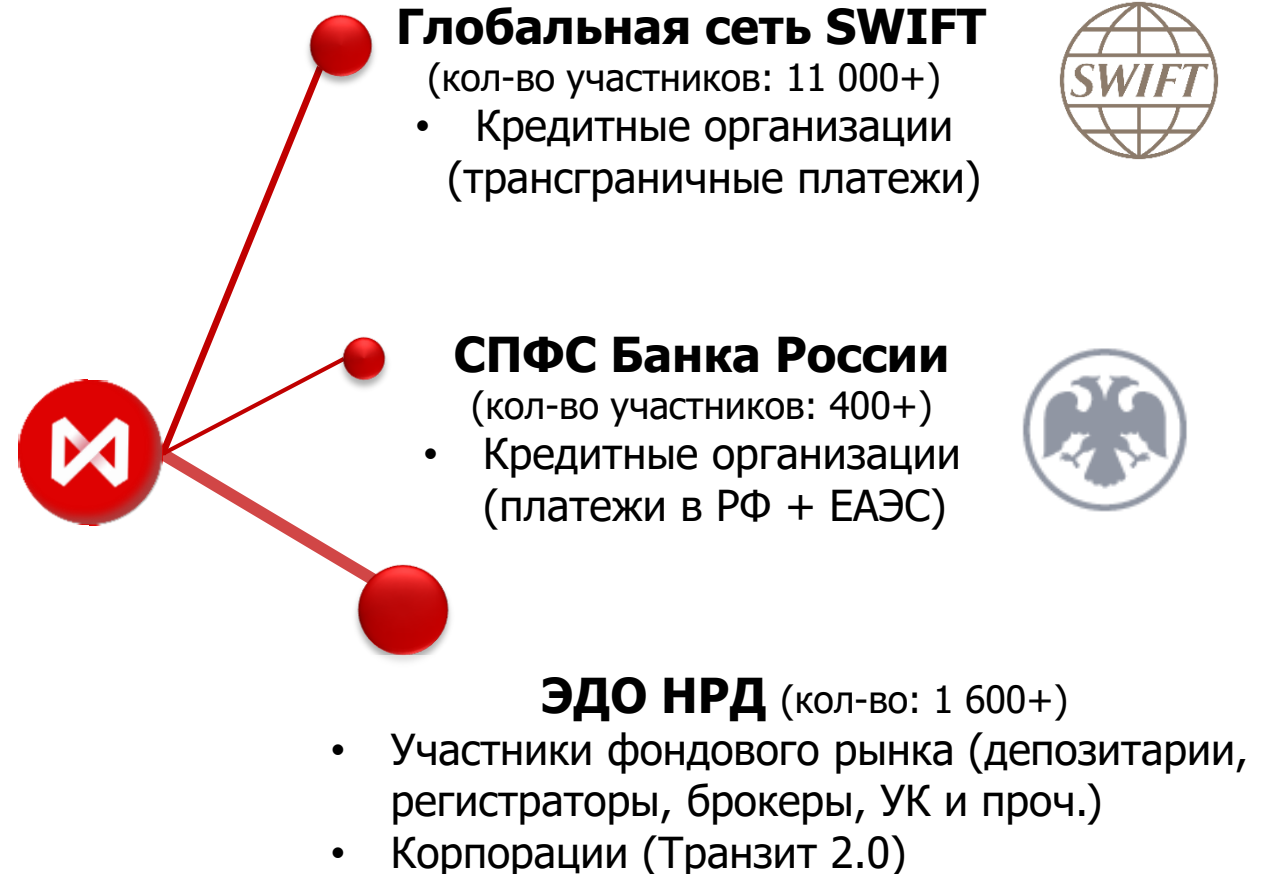 Глобальная сеть SWIFT
(кол-во участников: 11 000+)
• Кредитные организации
(трансграничные платежи)
SWIFT
СПФС Банка России
(кол-во участников: 400+)
• Кредитные организации
(платежи в РФ + ЕАЭС)
ЭДО НРД (кол-во: 1 600+)
• Участники фондового рынка (депозитарии,
регистраторы, брокеры, УК и проч.)
• Корпорации (Транзит 2.0)